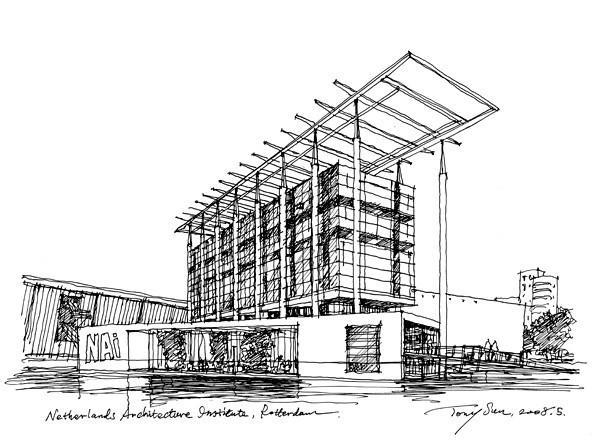 NAi
Netherlands Architecture Institute, Rotterdam.
Tony Sun, 2008.5.